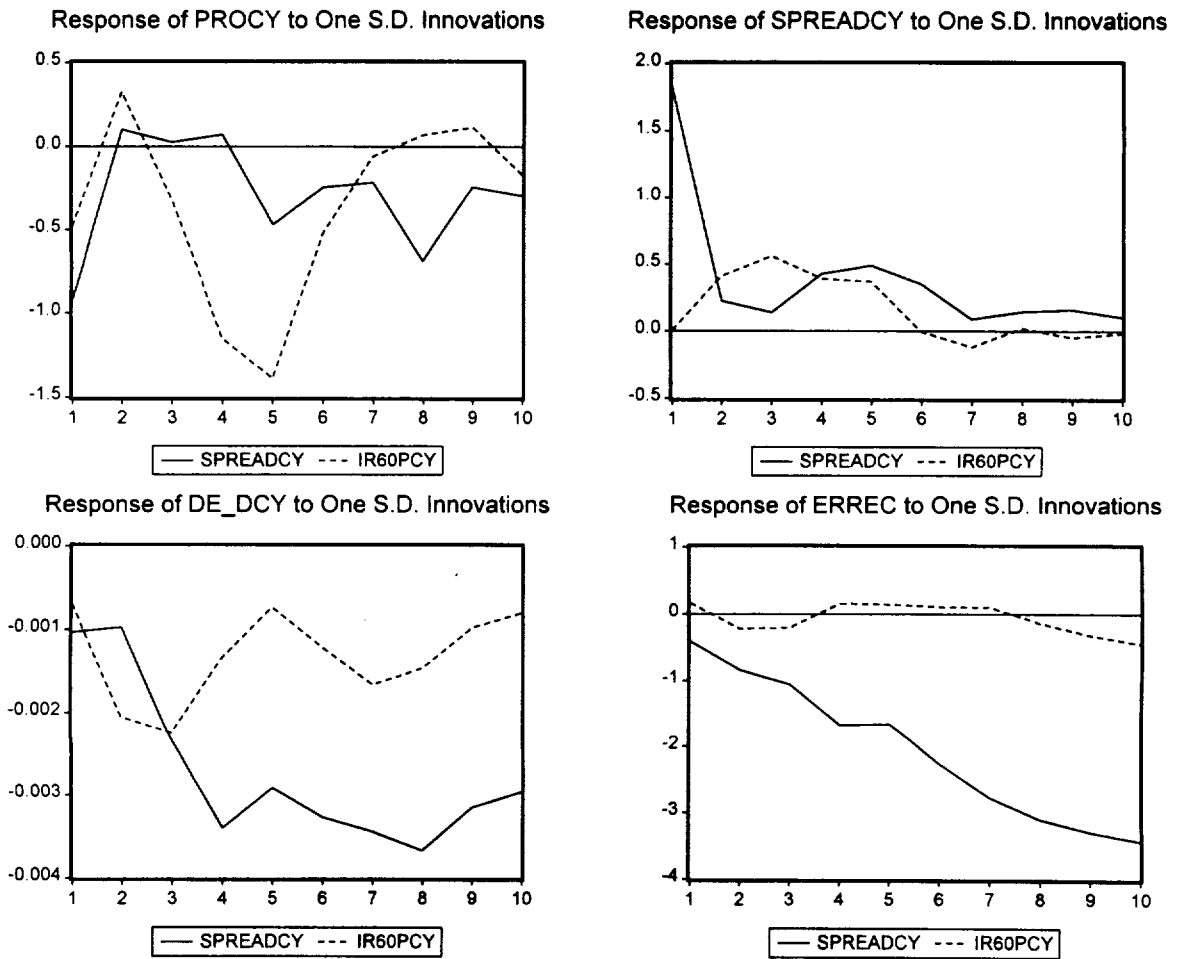 Response of PROCY to One S.D. Innovations
0.5
0.0
-0.5
-1.0
-1.5
1 2 3 4 5 6 7 8 9 10
SPREADCY IR60PCY
Response of SPREADCY to One S.D. Innovations
2.0
1.5
1.0
0.5
0.0
-0.5
1 2 3 4 5 6 7 8 9 10
SPREADCY IR60PCY
Response of DE_DCY to One S.D. Innovations
0.000
-0.001
-0.002
-0.003
-0.004
1 2 3 4 5 6 7 8 9 10
SPREADCY IR60PCY
Response of ERREC to One S.D. Innovations
1
0
-1
-2
-3
-4
1 2 3 4 5 6 7 8 9 10
SPREADCY IR60PCY